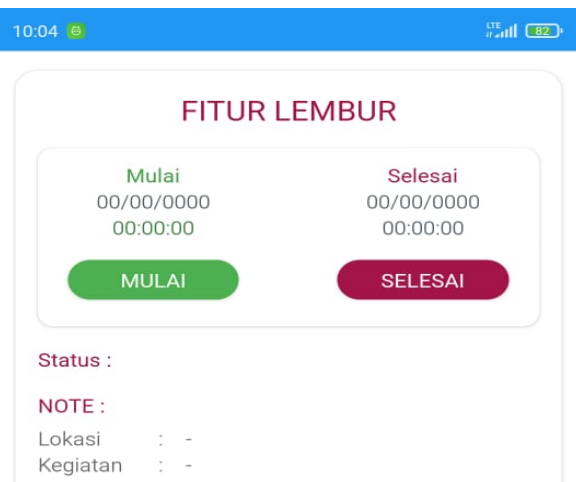 10:04 LTE 82
FITUR LEMBUR
Mulai Selesai
00/00/0000 00/00/0000
00:00:00 00:00:00
MULAI SELESAI
Status :
NOTE :
Lokasi : -
Kegiatan : -